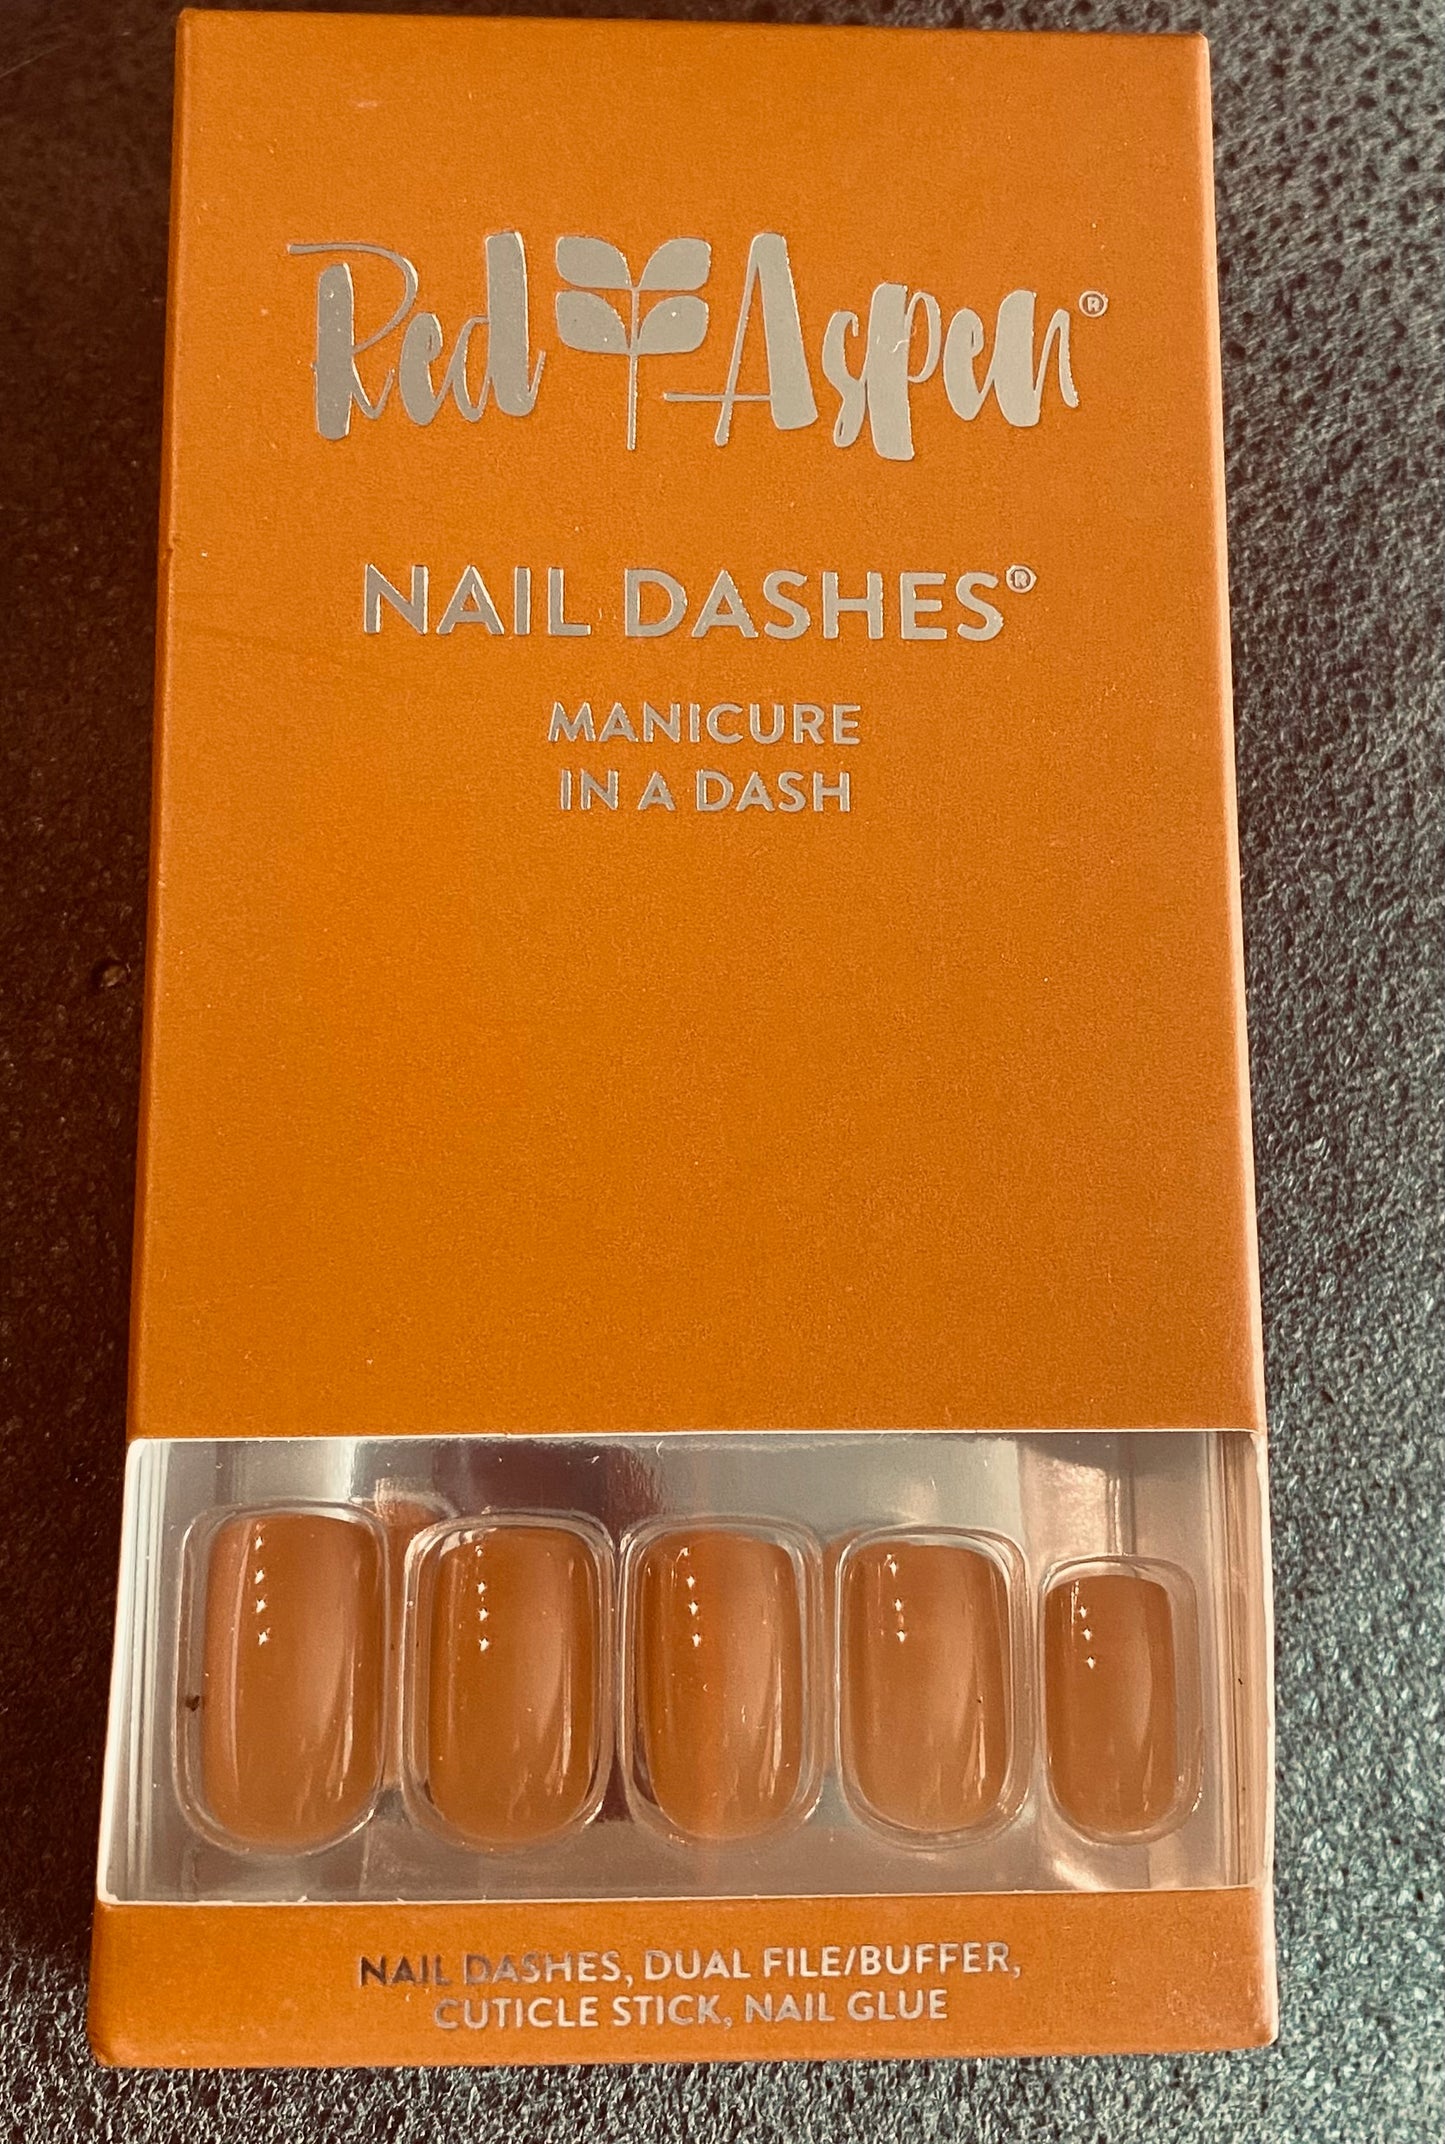 Red Aspen®
NAIL DASHES®
MANICURE
IN A DASH
NAIL DASHES, DUAL FILE/BUFFER,
CUTICLE STICK, NAIL GLUE